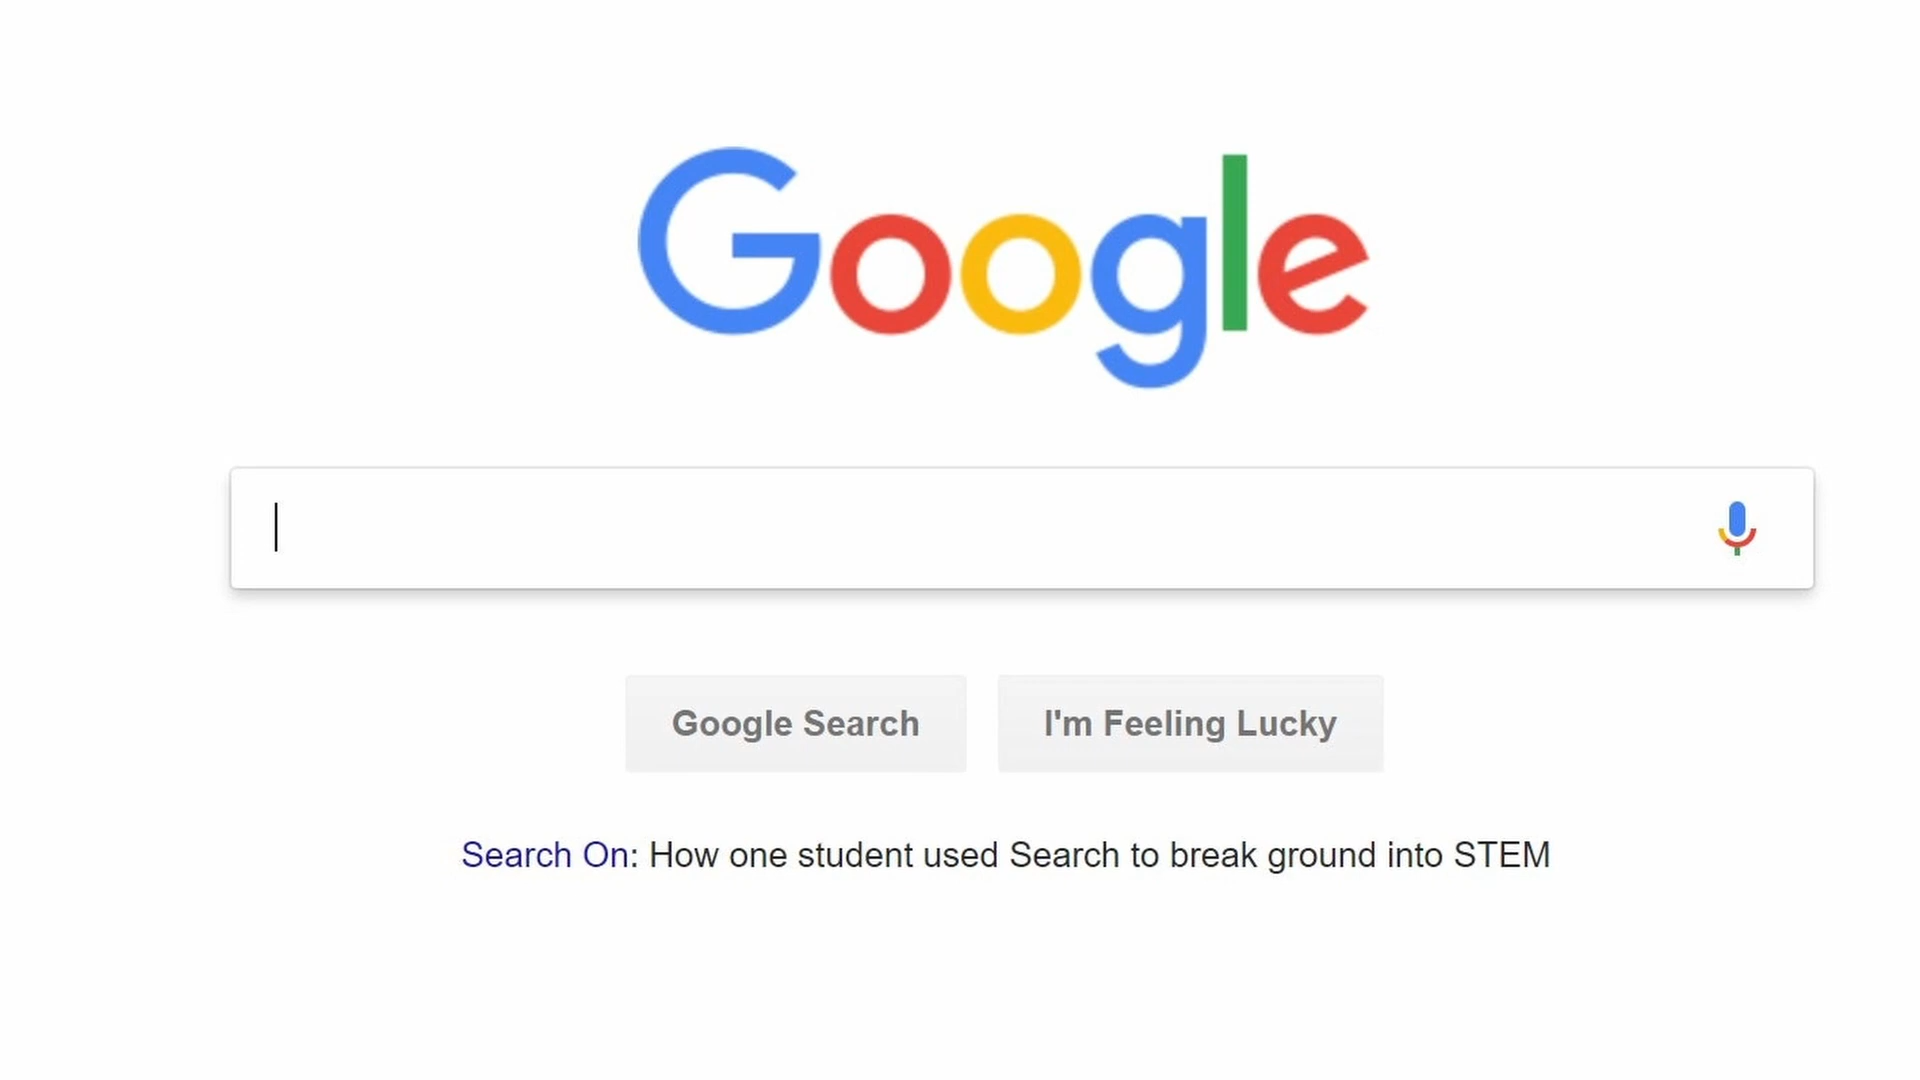 Google
Google Search
I'm Feeling Lucky
Search On: How one student used Search to break ground into STEM